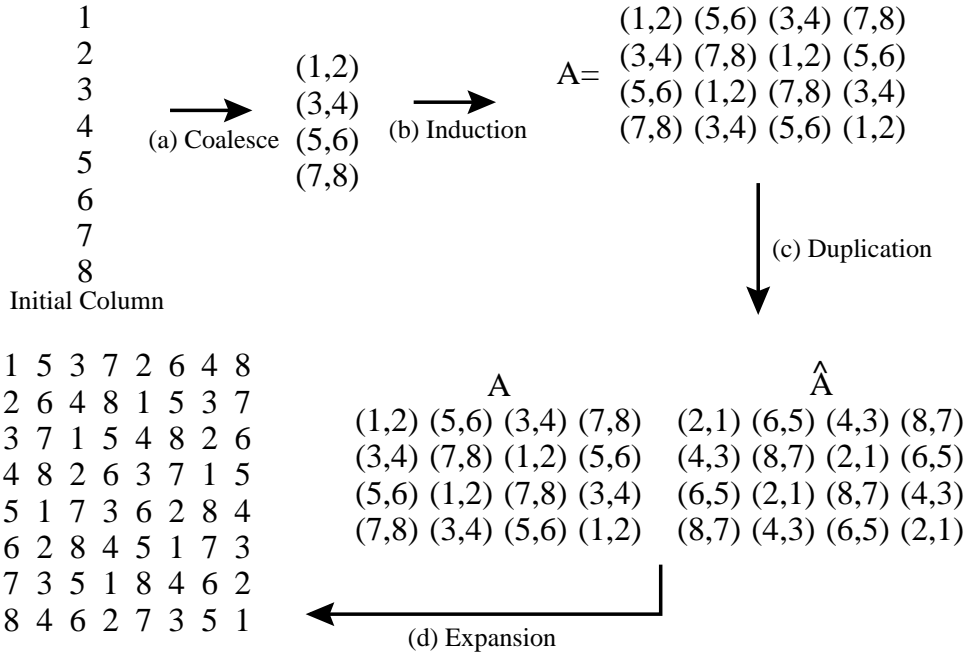 1
2
3
4
5
6
7
8
Initial Column
(a) Coalesce
(1,2)
(3,4)
(5,6)
(7,8)
(b) Induction
A=
(1,2) (5,6) (3,4) (7,8)
(3,4) (7,8) (1,2) (5,6)
(5,6) (1,2) (7,8) (3,4)
(7,8) (3,4) (5,6) (1,2)
(c) Duplication
A
(1,2) (5,6) (3,4) (7,8)
(3,4) (7,8) (1,2) (5,6)
(5,6) (1,2) (7,8) (3,4)
(7,8) (3,4) (5,6) (1,2)
Â
(2,1) (6,5) (4,3) (8,7)
(4,3) (8,7) (2,1) (6,5)
(6,5) (2,1) (8,7) (4,3)
(8,7) (4,3) (6,5) (2,1)
(d) Expansion
1 5 3 7 2 6 4 8
2 6 4 8 1 5 3 7
3 7 1 5 4 8 2 6
4 8 2 6 3 7 1 5
5 1 7 3 6 2 8 4
6 2 8 4 5 1 7 3
7 3 5 1 8 4 6 2
8 4 6 2 7 3 5 1